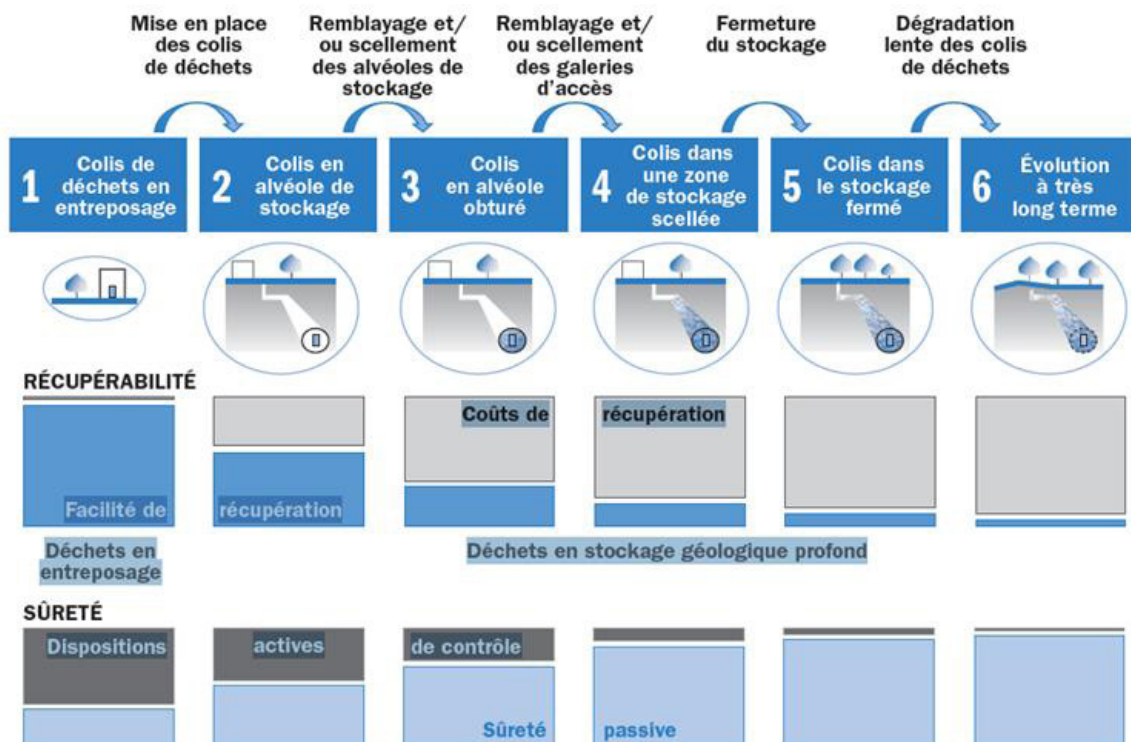 Mise en place
des colis
de déchets
Remblayage et/
ou scellement
des alvéoles de
stockage
Remblayage et/
ou scellement
des galeries
d'accès
Fermeture
du stockage
Dégradation
lente des colis
de déchets
1
Colis de
déchets en
entreposage
2
Colis en
alvéole de
stockage
3
Colis
en alvéole
obturé
4
Colis dans
une zone
de stockage
scellée
5
Colis dans
le stockage
fermé
6
Évolution
à très
long terme
RÉCUPÉRABILITÉ
Coûts de récupération
Facilité de récupération
Déchets en
entreposage
Déchets en stockage géologique profond
SÛRETÉ
Dispositions actives de contrôle
Sûreté passive